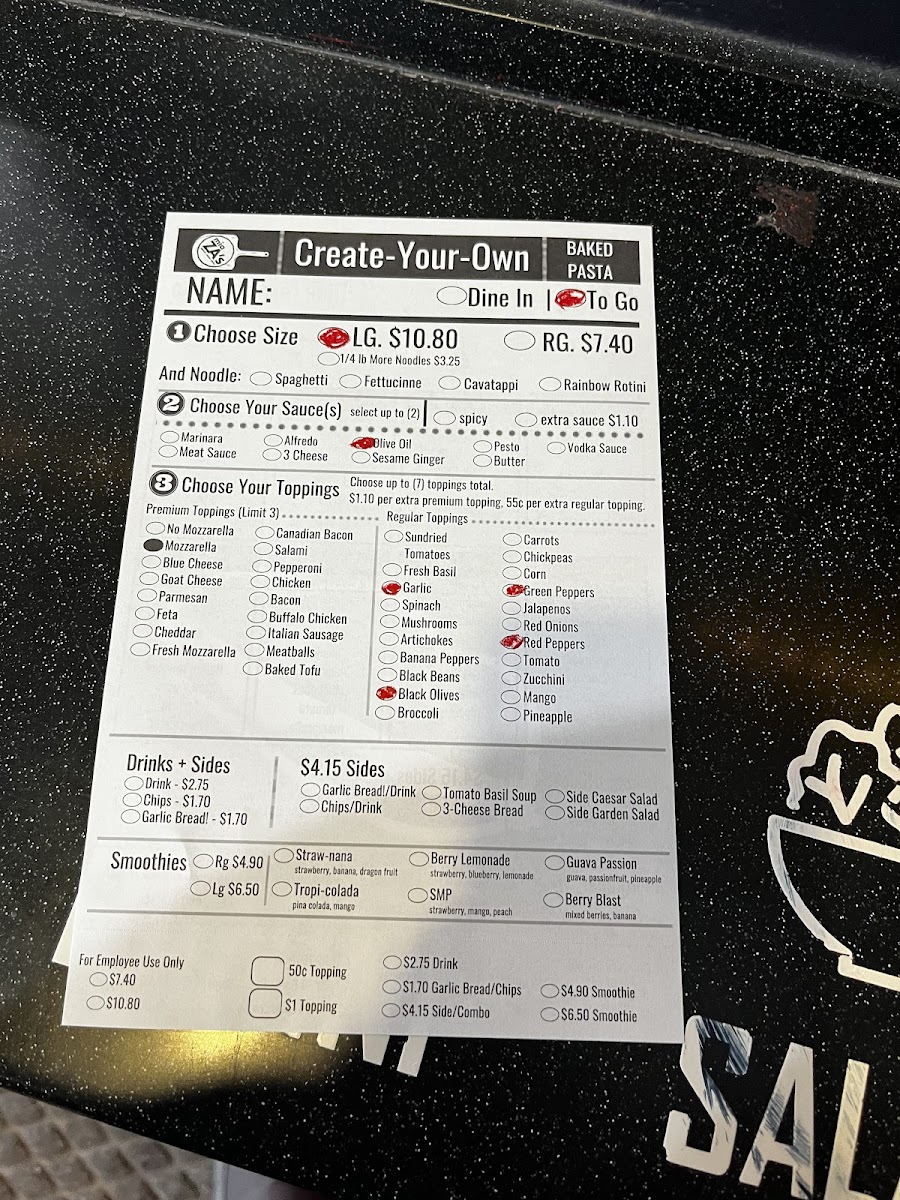 mia ZA'S
Create-Your-Own
BAKED PASTA
NAME:
Dine In | To Go
1 Choose Size LG. $10.80 RG. $7.40
1/4 lb More Noodles $3.25
And Noodle: Spaghetti Fettucinne Cavatappi Rainbow Rotini
2 Choose Your Sauce(s) select up to (2) spicy extra sauce $1.10
Marinara Alfredo Olive Oil Pesto Vodka Sauce
Meat Sauce 3 Cheese Sesame Ginger Butter
3 Choose Your Toppings
Choose up to (7) toppings total.
$1.10 per extra premium topping, 55c per extra regular topping.
Premium Toppings (Limit 3)
No Mozzarella
Mozzarella
Blue Cheese
Goat Cheese
Parmesan
Feta
Cheddar
Fresh Mozzarella
Canadian Bacon
Salami
Pepperoni
Chicken
Bacon
Buffalo Chicken
Italian Sausage
Meatballs
Baked Tofu
Regular Toppings
Sundried
Tomatoes
Fresh Basil
Garlic
Spinach
Mushrooms
Artichokes
Banana Peppers
Black Beans
Black Olives
Broccoli
Carrots
Chickpeas
Corn
Green Peppers
Jalapenos
Red Onions
Red Peppers
Tomato
Zucchini
Mango
Pineapple
Drinks + Sides
Drink - $2.75
Chips - $1.70
Garlic Bread! - $1.70
$4.15 Sides
Garlic Bread!/Drink Tomato Basil Soup Side Caesar Salad
Chips/Drink 3-Cheese Bread Side Garden Salad
Smoothies Rg $4.90
Lg $6.50
Straw-nana
strawberry, banana, dragon fruit
Tropi-colada
pina colada, mango
Berry Lemonade
strawberry, blueberry, lemonade
SMP
strawberry, mango, peach
Guava Passion
guava, passionfruit, pineapple
Berry Blast
mixed berries, banana
For Employee Use Only
$7.40
$10.80
50c Topping
$1 Topping
$2.75 Drink
$1.70 Garlic Bread/Chips
$4.15 Side/Combo
$4.90 Smoothie
$6.50 Smoothie
SAL